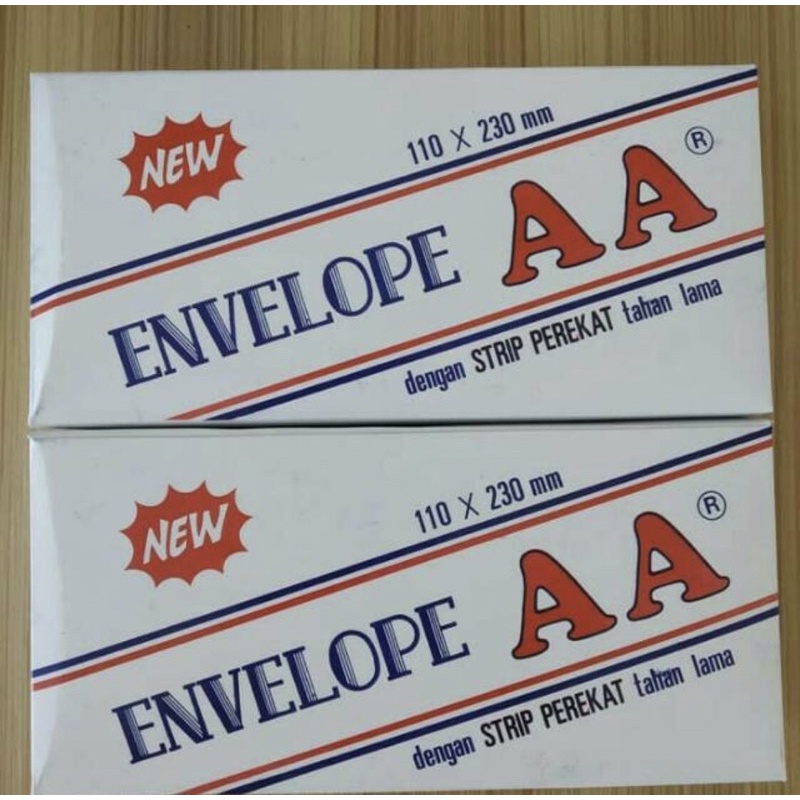 NEW
110 X 230 mm
ENVELOPE AA ®
dengan STRIP PEREKAT tahan lama
NEW
110 X 230 mm
ENVELOPE AA ®
dengan STRIP PEREKAT tahan lama